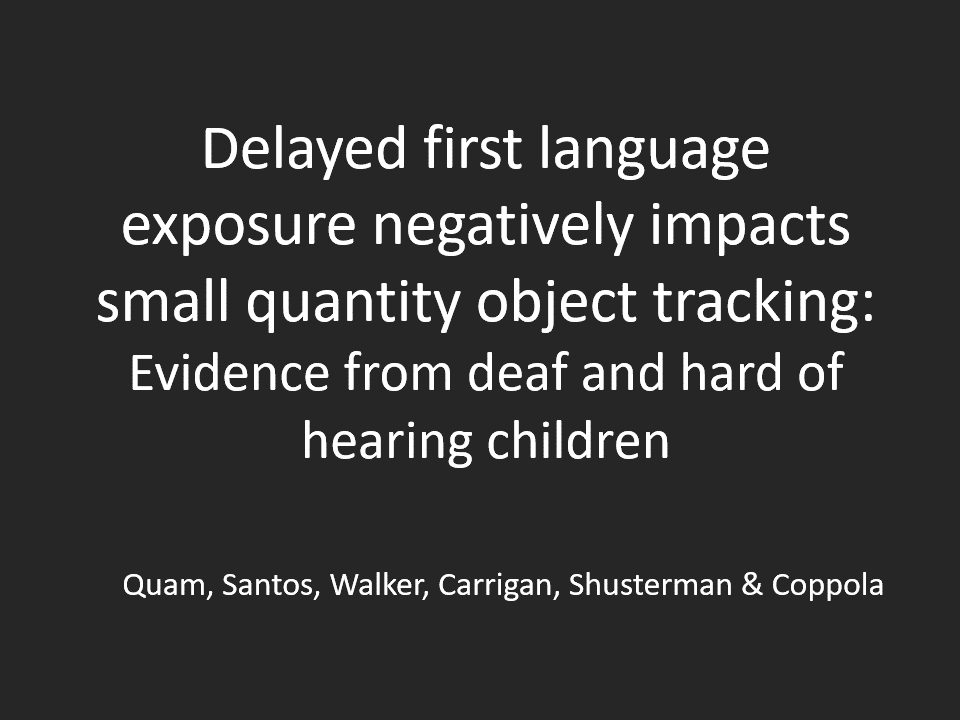 Delayed first language
exposure negatively impacts
small quantity object tracking:
Evidence from deaf and hard of
hearing children
Quam, Santos, Walker, Carrigan, Shusterman & Coppola